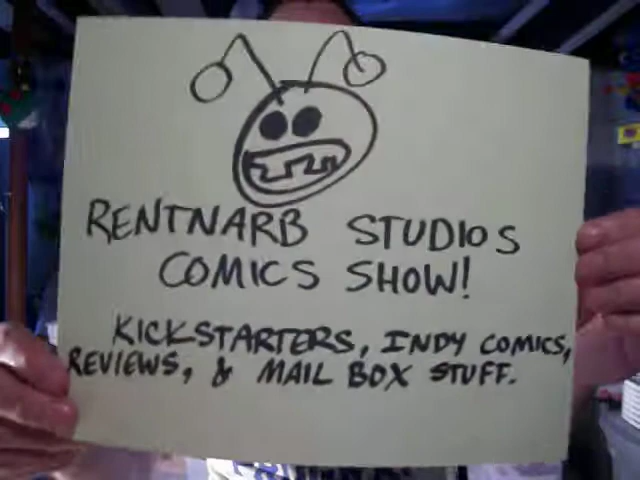 RENTNARB STUDIOS
COMICS SHOW!
KICKSTARTERS, INDY COMICS,
REVIEWS, & MAIL BOX STUFF.